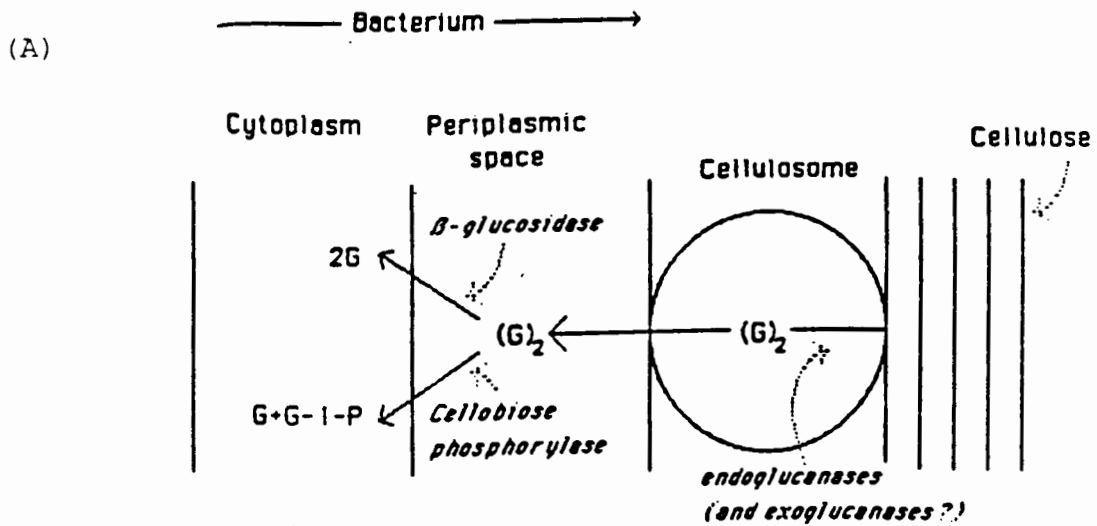 Bacterium
(A)
Cytoplasm
Periplasmic
space
Cellulosome
Cellulose
β-glucosidase
2G
(G)2
(G)2
G+G-1-P
Cellobiose
phosphorylase
endoglucanases
(and exoglucanases?)